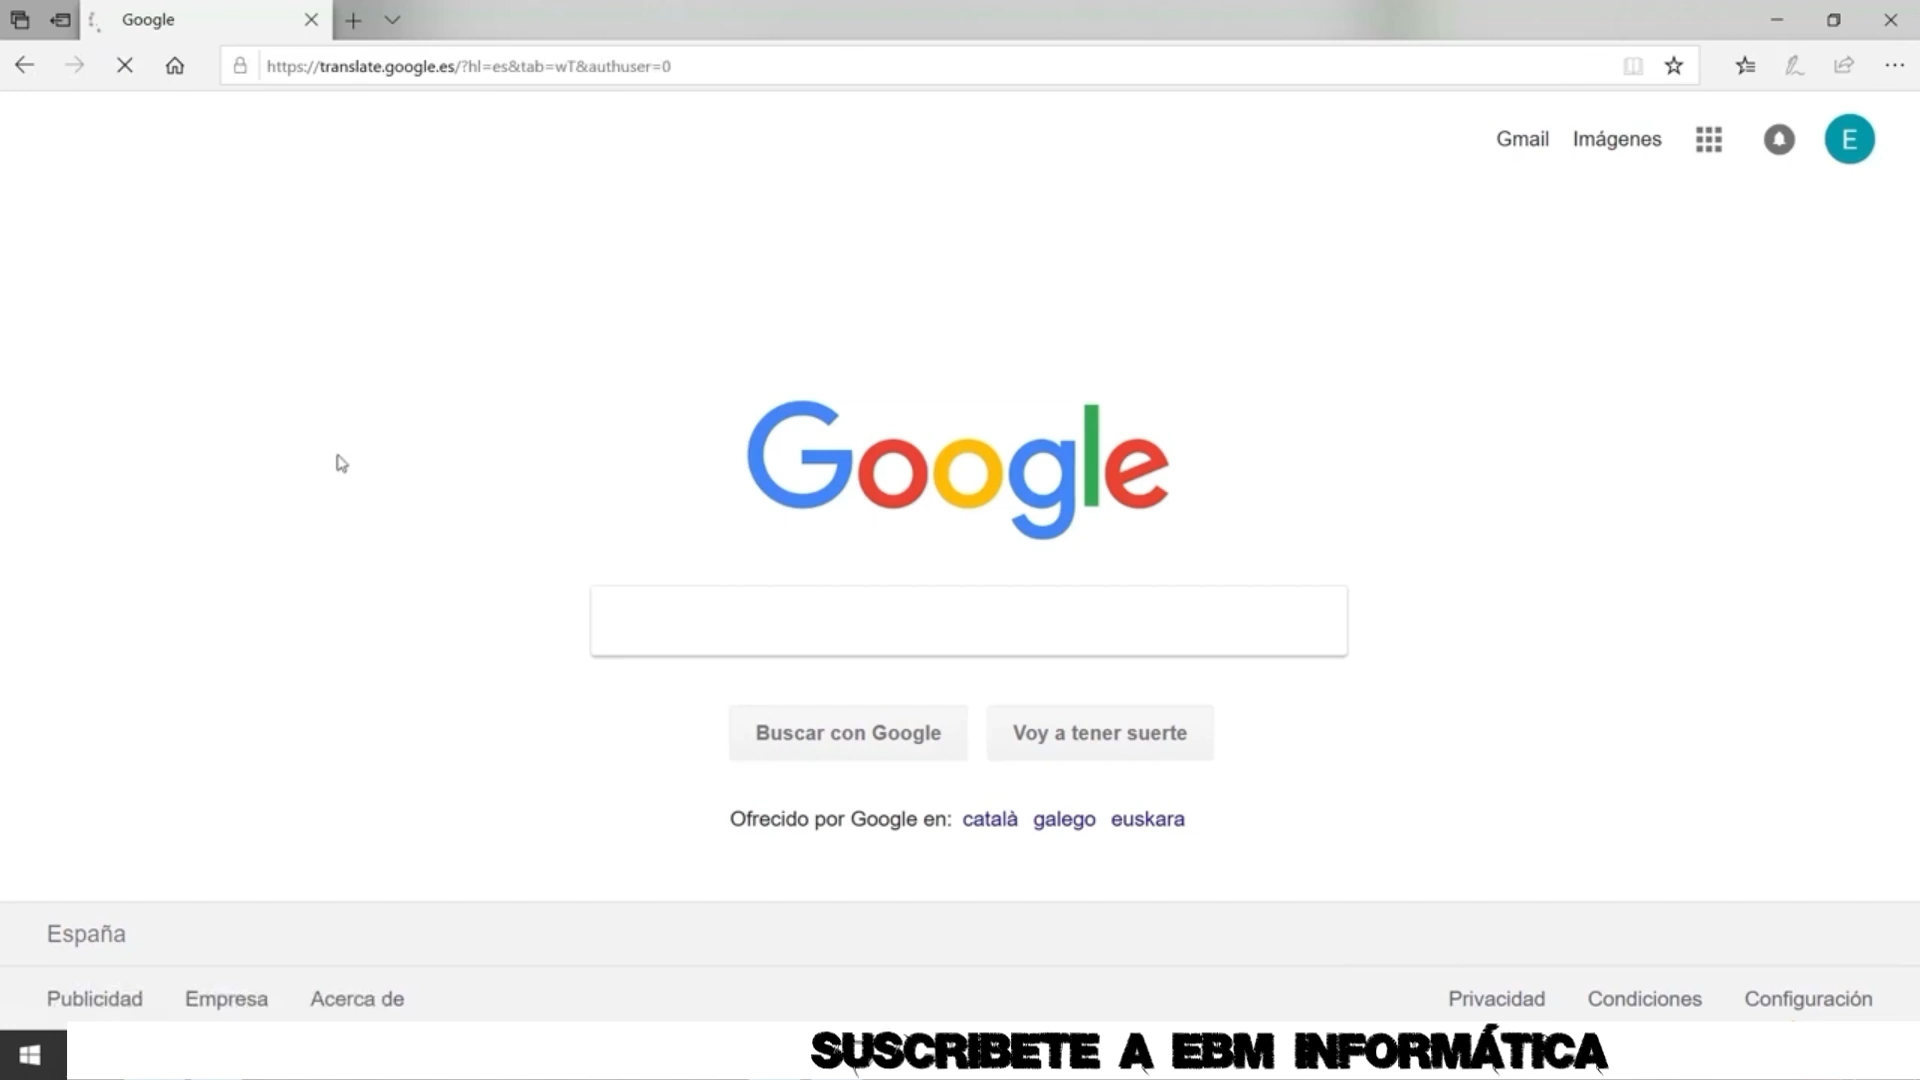 Google
https://translate.google.es/?hl=es&tab=wT&authuser=0
Gmail Imágenes E
Google
Buscar con Google Voy a tener suerte
Ofrecido por Google en: català galego euskara
España
Publicidad Empresa Acerca de Privacidad Condiciones Configuración
SUSCRIBETE A EBM INFORMÁTICA